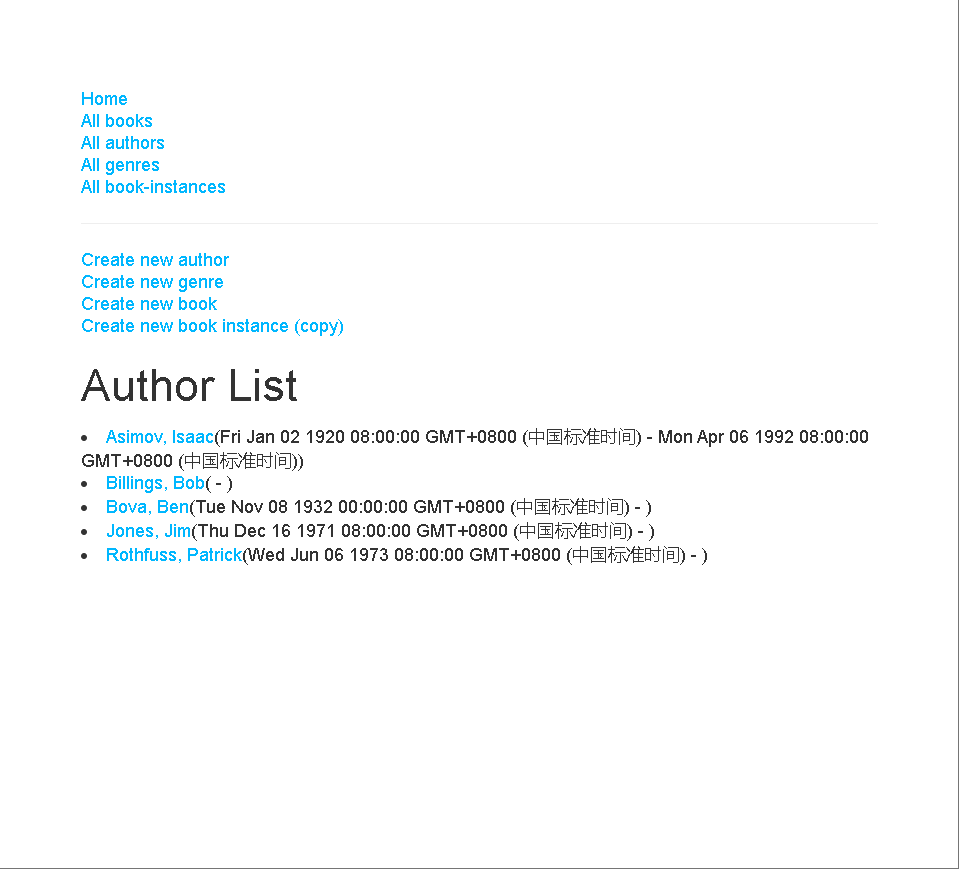 Home
All books
All authors
All genres
All book-instances
Create new author
Create new genre
Create new book
Create new book instance (copy)
Author List
• Asimov, Isaac(Fri Jan 02 1920 08:00:00 GMT+0800 (中国标准时间) - Mon Apr 06 1992 08:00:00
GMT+0800 (中国标准时间))
• Billings, Bob( - )
• Bova, Ben(Tue Nov 08 1932 00:00:00 GMT+0800 (中国标准时间) - )
• Jones, Jim(Thu Dec 16 1971 08:00:00 GMT+0800 (中国标准时间) - )
• Rothfuss, Patrick(Wed Jun 06 1973 08:00:00 GMT+0800 (中国标准时间) - )